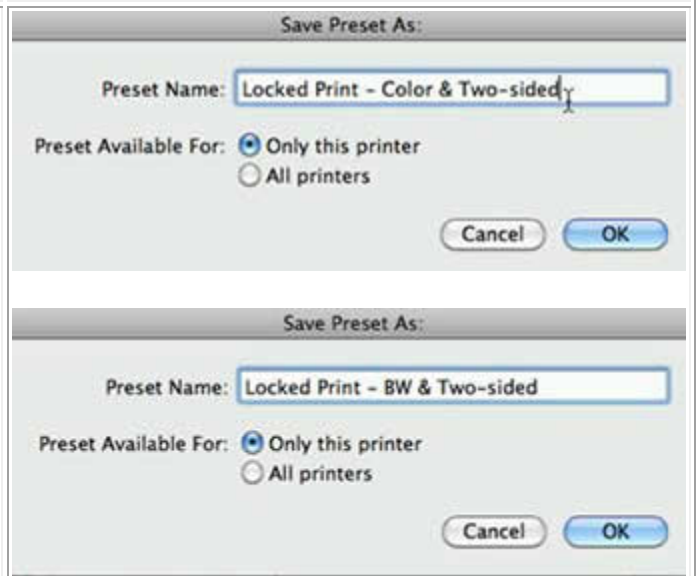 Save Preset As:
Preset Name: Locked Print - Color & Two-sided
Preset Available For: Only this printer
All printers
Cancel OK
Save Preset As:
Preset Name: Locked Print - BW & Two-sided
Preset Available For: Only this printer
All printers
Cancel OK